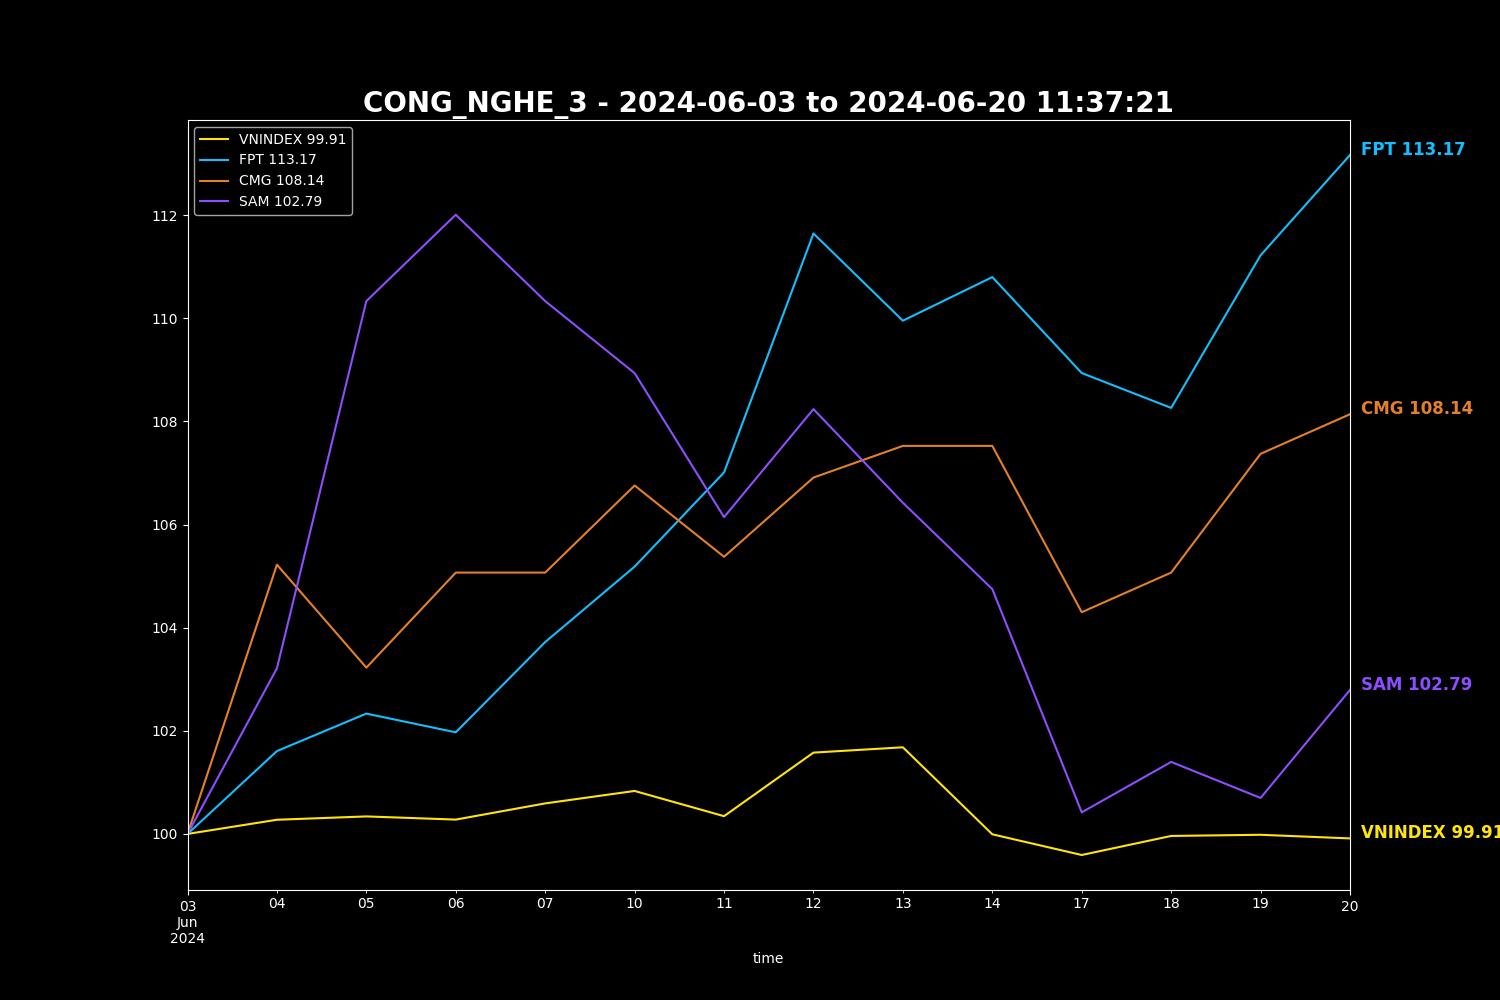 CONG_NGHE_3 - 2024-06-03 to 2024-06-20 11:37:21
VNINDEX 99.91
FPT 113.17
CMG 108.14
SAM 102.79
FPT 113.17
CMG 108.14
SAM 102.79
VNINDEX 99.91
112
110
108
106
104
102
100
03 04 05 06 07 10 11 12 13 14 17 18 19 20
Jun
2024
time